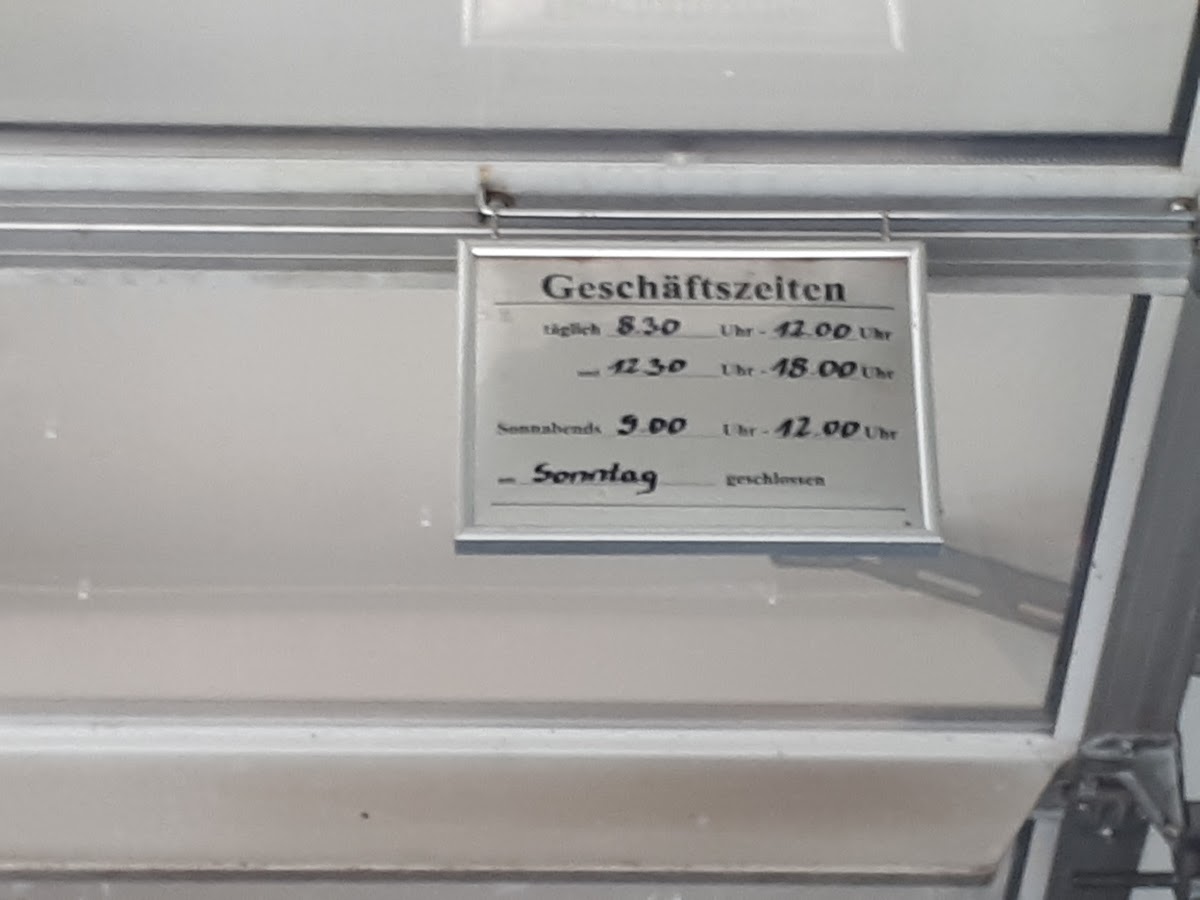 Geschäftszeiten
täglich 8.30 Uhr - 12.00 Uhr
und 12.30 Uhr - 18.00 Uhr
Sonnabends 9.00 Uhr - 12.00 Uhr
Sonntag geschlossen